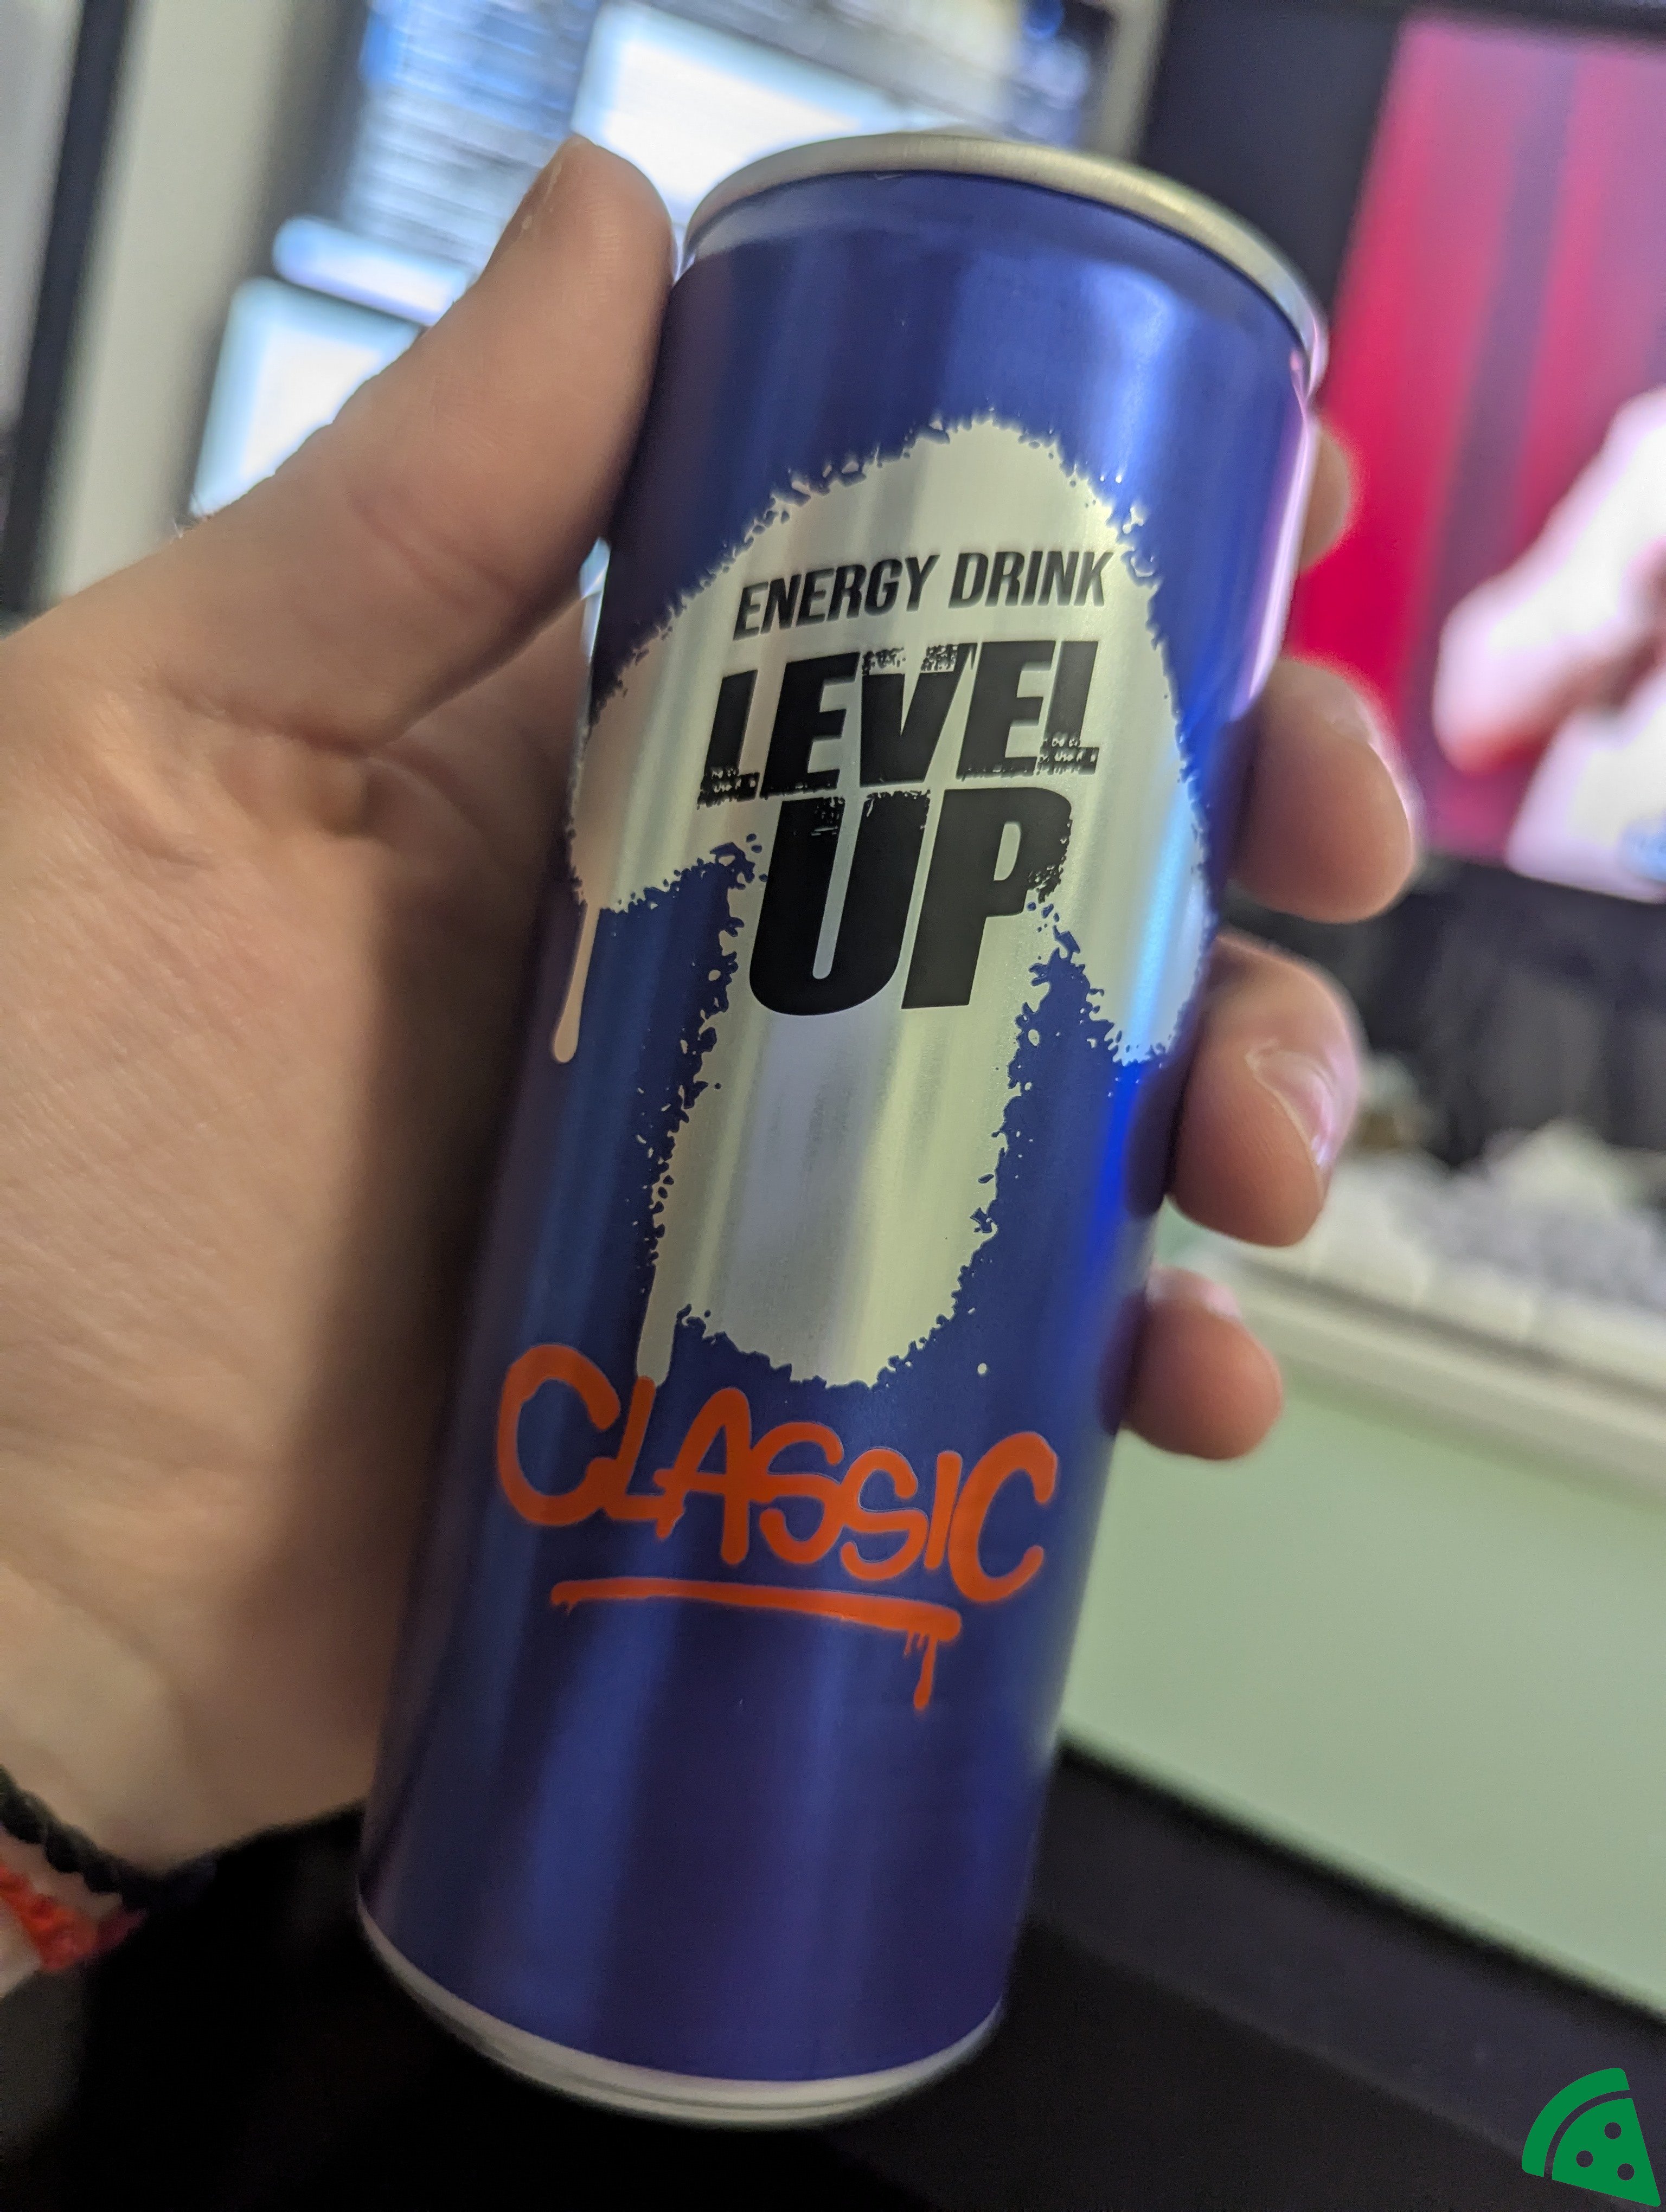 ENERGY DRINK
LEVEL
UP
CLASSIC